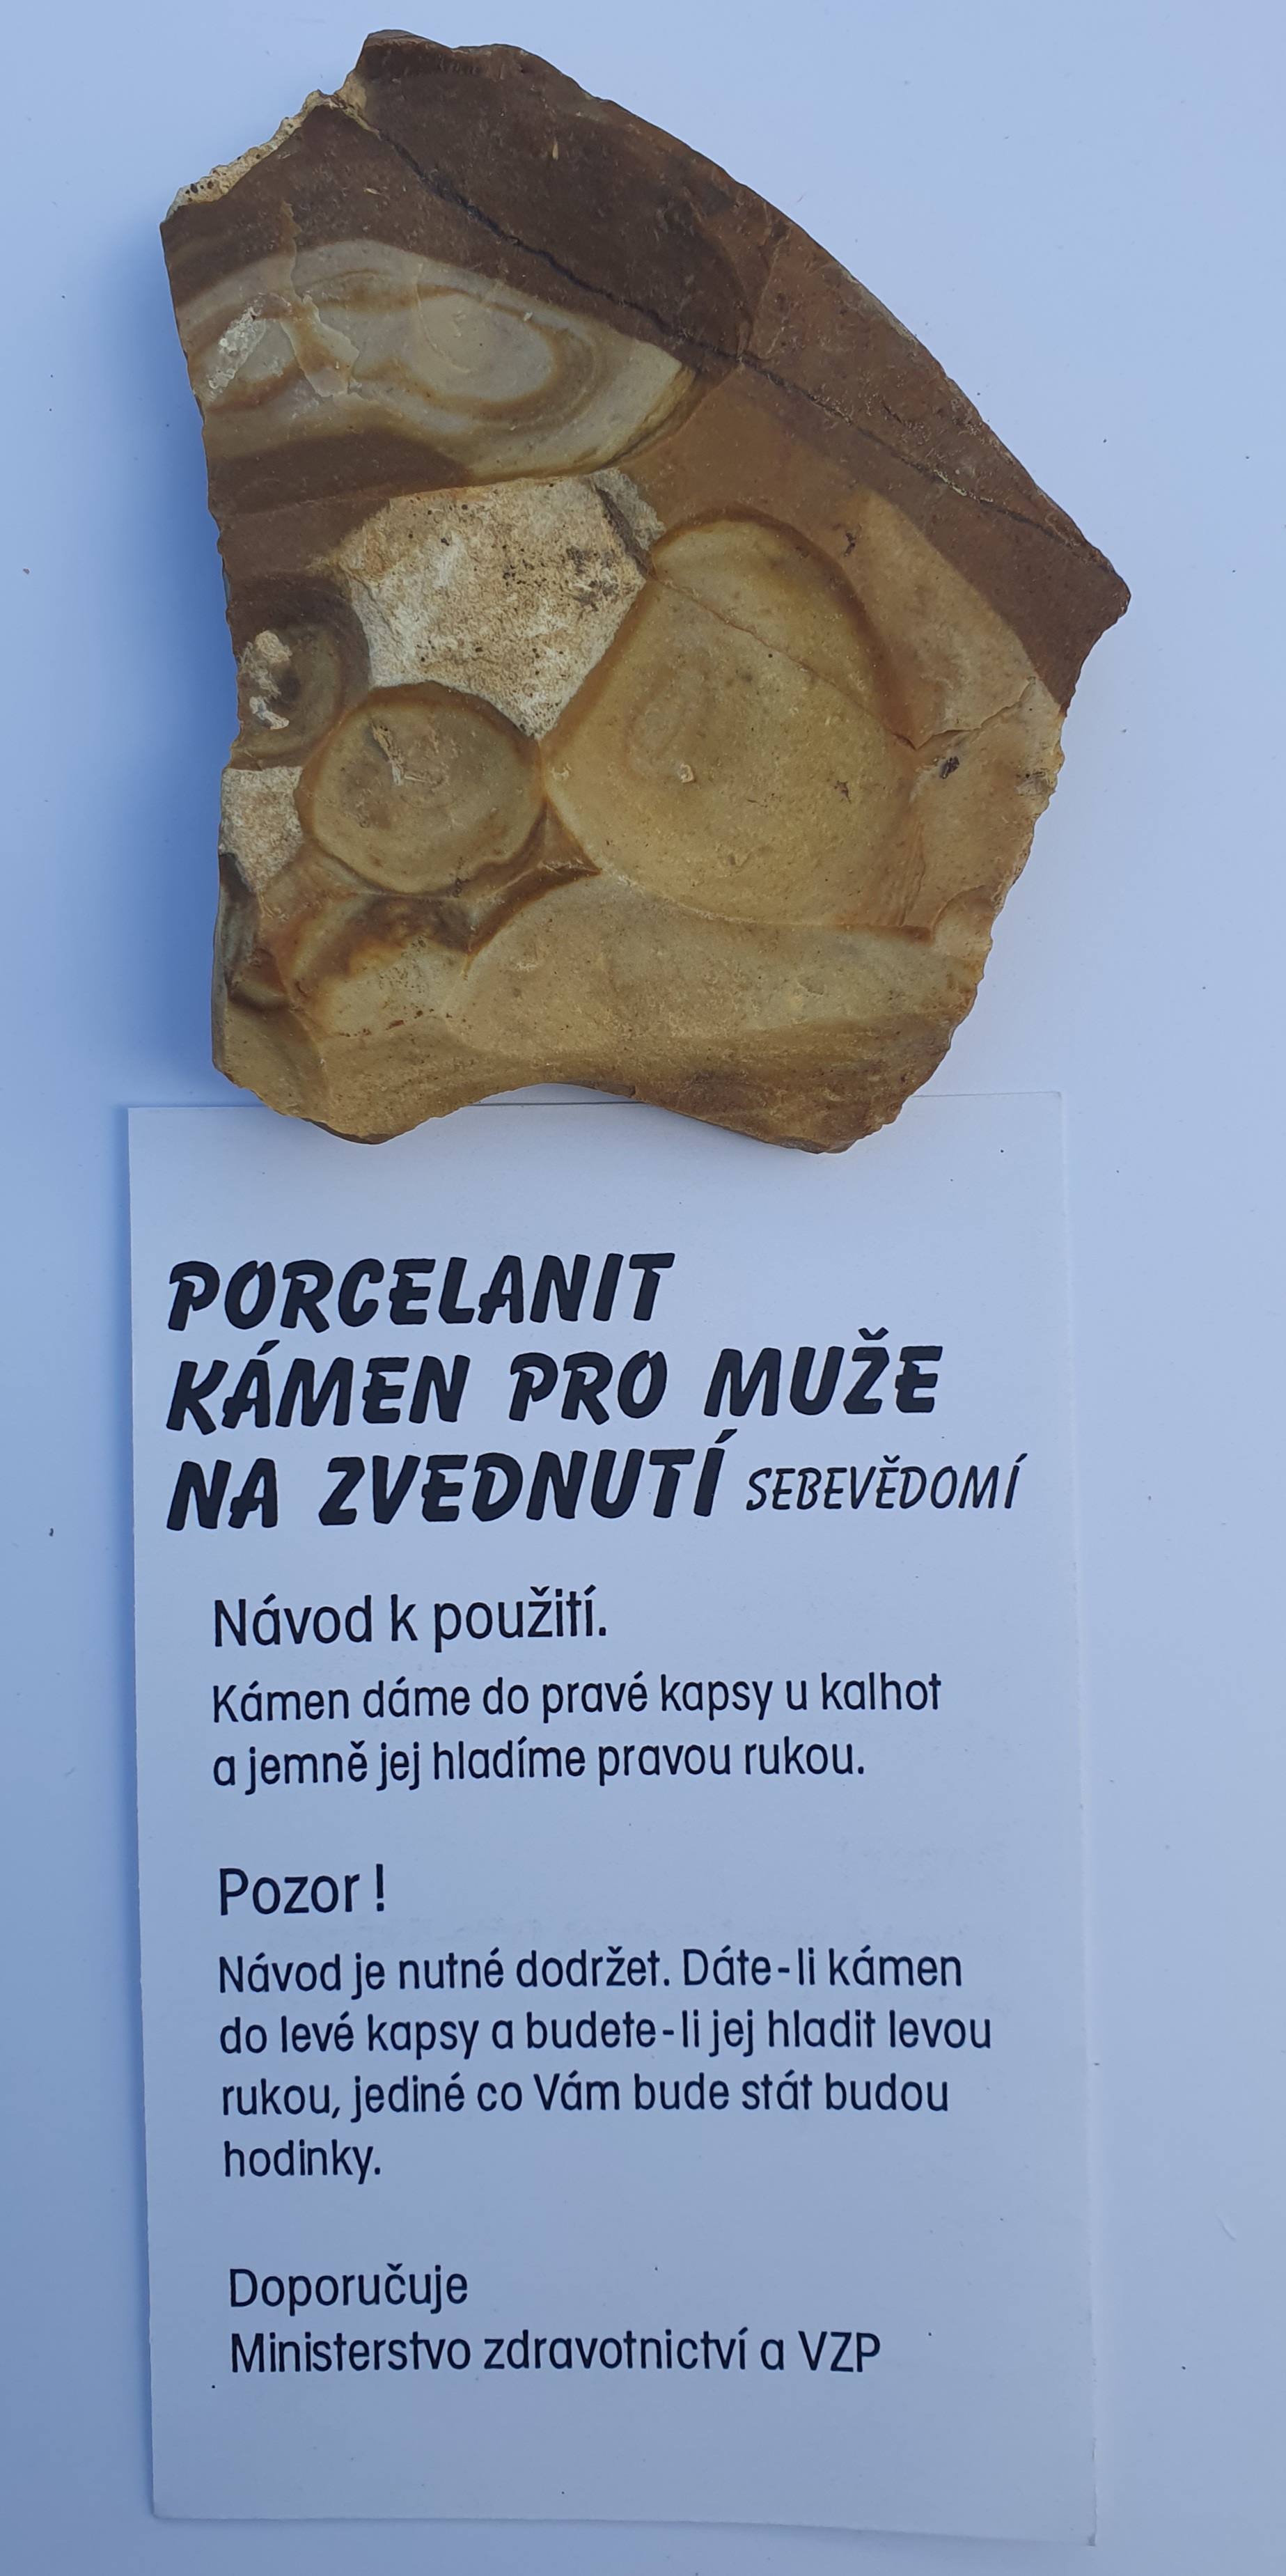 PORCELANIT
KÁMEN PRO MUŽE
NA ZVEDNUTÍ SEBEVĚDOMÍ
Návod k použití.
Kámen dáme do pravé kapsy u kalhot
a jemně jej hladíme pravou rukou.
Pozor !
Návod je nutné dodržet. Dáte-li kámen
do levé kapsy a budete-li jej hladit levou
rukou, jediné co Vám bude stát budou
hodinky.
Doporučuje
Ministerstvo zdravotnictví a VZP